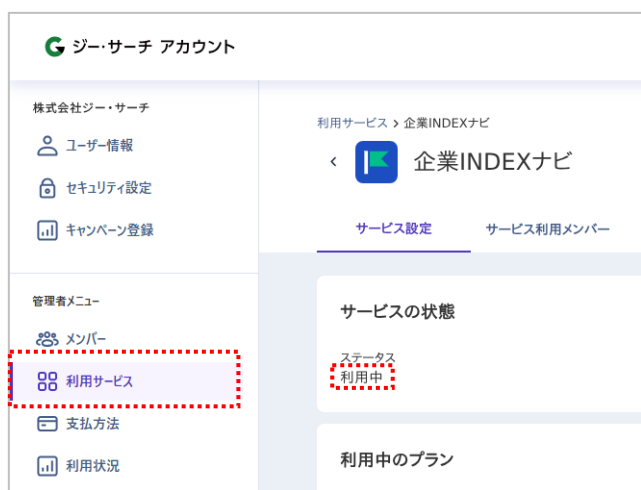 ジー・サーチ アカウント
株式会社ジー・サーチ
ユーザー情報
セキュリティ設定
キャンペーン登録
管理者メニュー
メンバー
利用サービス
支払方法
利用状況
利用サービス > 企業INDEXナビ
< 企業INDEXナビ
サービス設定 サービス利用メンバー
サービスの状態
ステータス
利用中
利用中のプラン